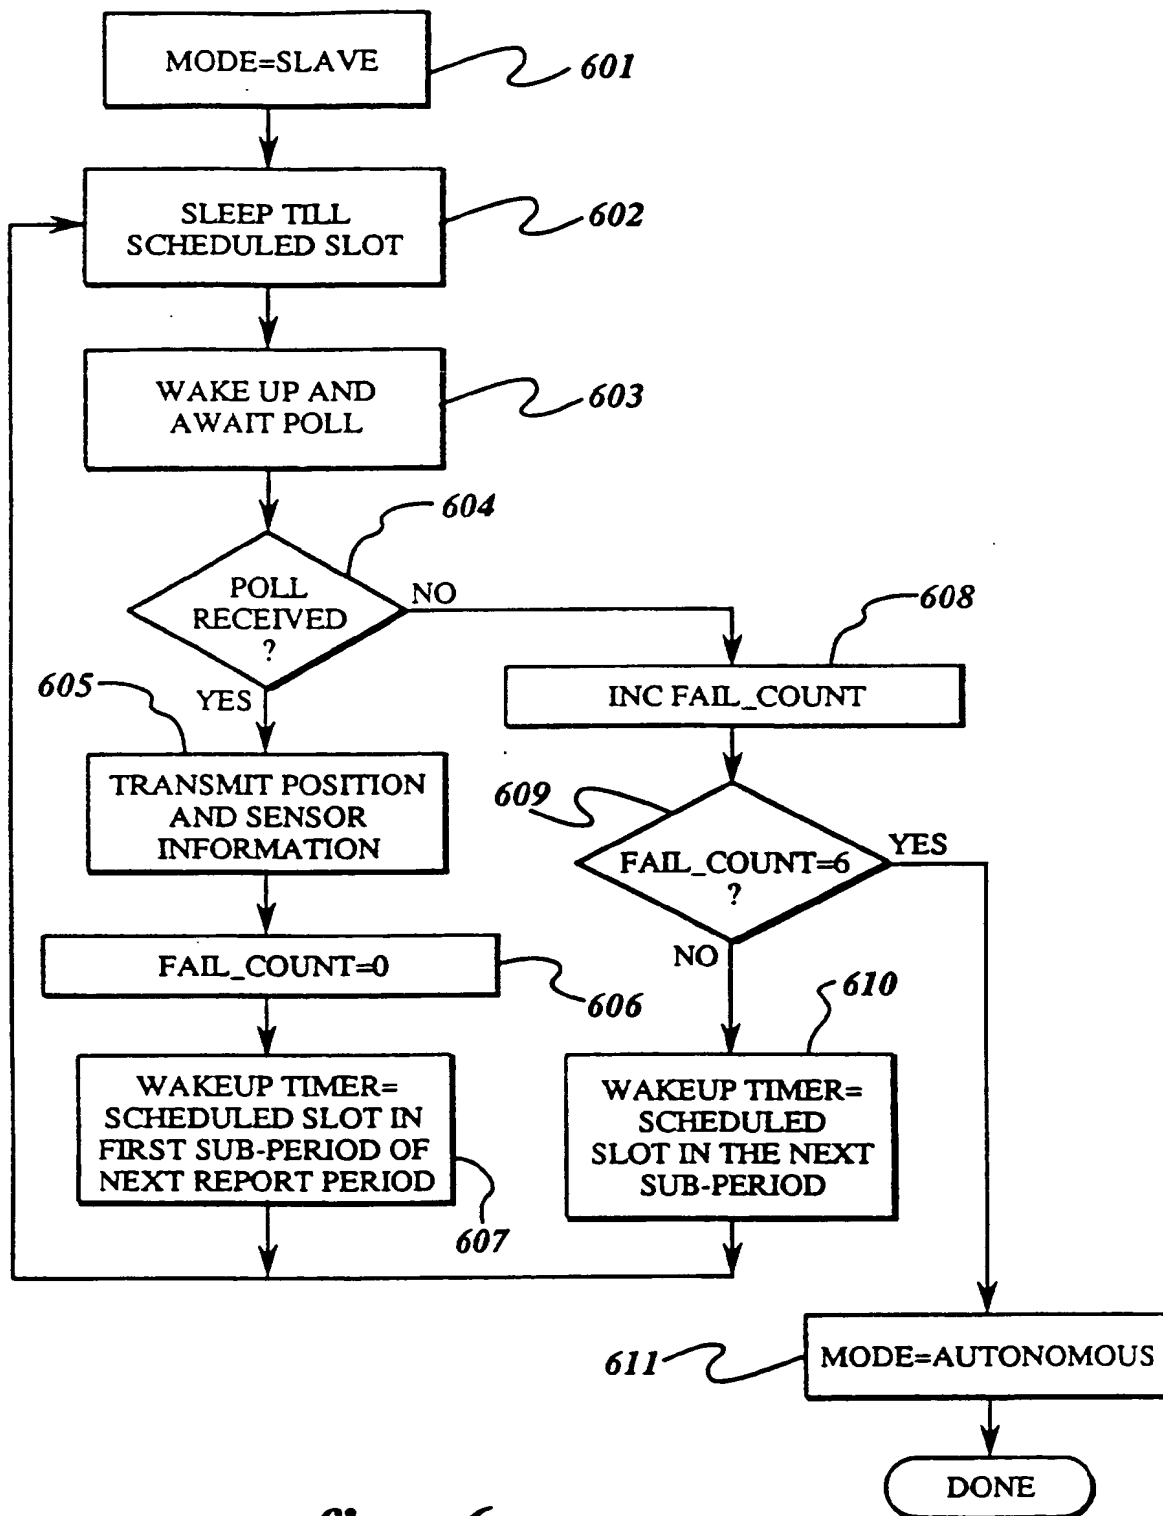 MODE=SLAVE
601
SLEEP TILL
SCHEDULED SLOT
602
WAKE UP AND
AWAIT POLL
603
604
POLL
RECEIVED
?
NO
YES
605
TRANSMIT POSITION
AND SENSOR
INFORMATION
FAIL_COUNT=0
606
WAKEUP TIMER=
SCHEDULED SLOT IN
FIRST SUB-PERIOD OF
NEXT REPORT PERIOD
607
608
INC FAIL_COUNT
609
FAIL_COUNT=6
?
YES
NO
610
WAKEUP TIMER=
SCHEDULED
SLOT IN THE NEXT
SUB-PERIOD
611
MODE=AUTONOMOUS
DONE